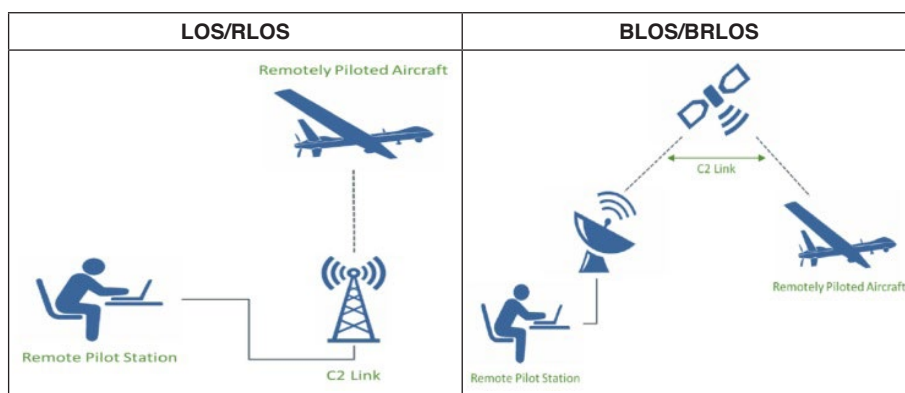 LOS/RLOS
BLOS/BRLOS
Remotely Piloted Aircraft
Remote Pilot Station
C2 Link
C2 Link
Remotely Piloted Aircraft
Remote Pilot Station